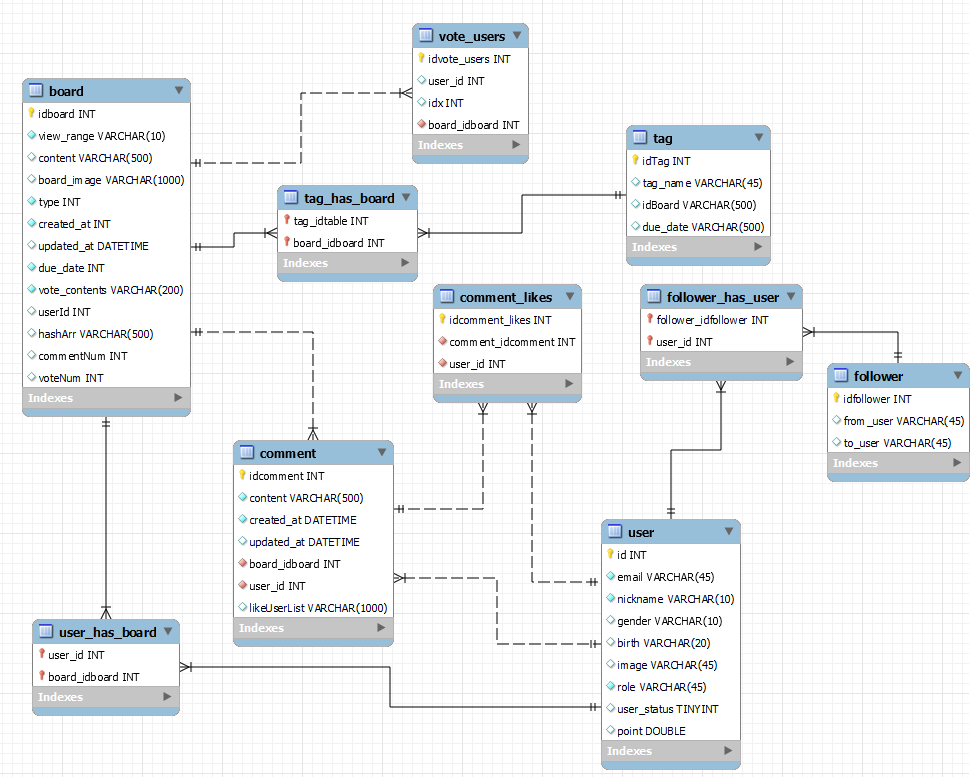 vote_users
idvote_users INT
user_id INT
idx INT
board_idboard INT
Indexes
board
idboard INT
view_range VARCHAR(10)
content VARCHAR(500)
board_image VARCHAR(1000)
type INT
created_at INT
updated_at DATETIME
due_date INT
vote_contents VARCHAR(200)
userId INT
hashArr VARCHAR(500)
commentNum INT
voteNum INT
Indexes
tag
idTag INT
tag_name VARCHAR(45)
idBoard VARCHAR(500)
due_date VARCHAR(500)
Indexes
tag_has_board
tag_idtable INT
board_idboard INT
Indexes
comment_likes
idcomment_likes INT
comment_idcomment INT
user_id INT
Indexes
follower_has_user
follower_idfollower INT
user_id INT
Indexes
follower
idfollower INT
from_user VARCHAR(45)
to_user VARCHAR(45)
Indexes
comment
idcomment INT
content VARCHAR(500)
created_at DATETIME
updated_at DATETIME
board_idboard INT
user_id INT
likeUserList VARCHAR(1000)
Indexes
user
id INT
email VARCHAR(45)
nickname VARCHAR(10)
gender VARCHAR(10)
birth VARCHAR(20)
image VARCHAR(45)
role VARCHAR(45)
user_status TINYINT
point DOUBLE
Indexes
user_has_board
user_id INT
board_idboard INT
Indexes